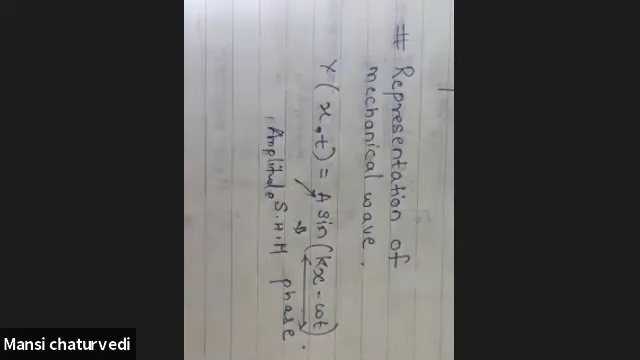 # Representation of
mechanical wave.
Y(x,t) = A sin(kx - ωt).
Amplitude S.H.M phase
Mansi chaturvedi